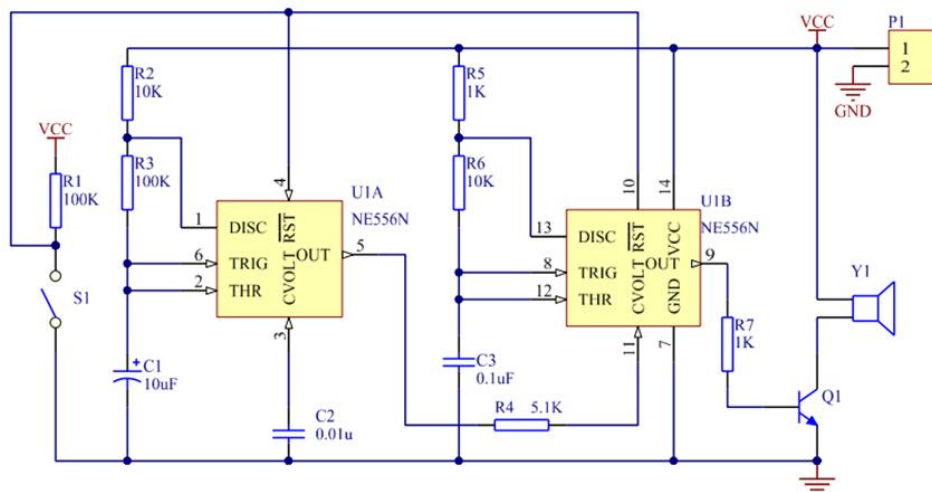 VCC
P1
1
2
GND
R2
10K
R5
1K
VCC
R1
100K
R3
100K
R6
10K
4
U1A
NE556N
10
14
U1B
NE556N
1
DISC
RST
6
TRIG
OUT
5
2
THR
CVOLT
3
13
DISC
RST
VCC
8
TRIG
OUT
9
12
THR
CVOLT
GND
11
7
Y1
S1
R7
1K
C1
10uF
+
C3
0.1uF
C2
0.01u
R4 5.1K
Q1